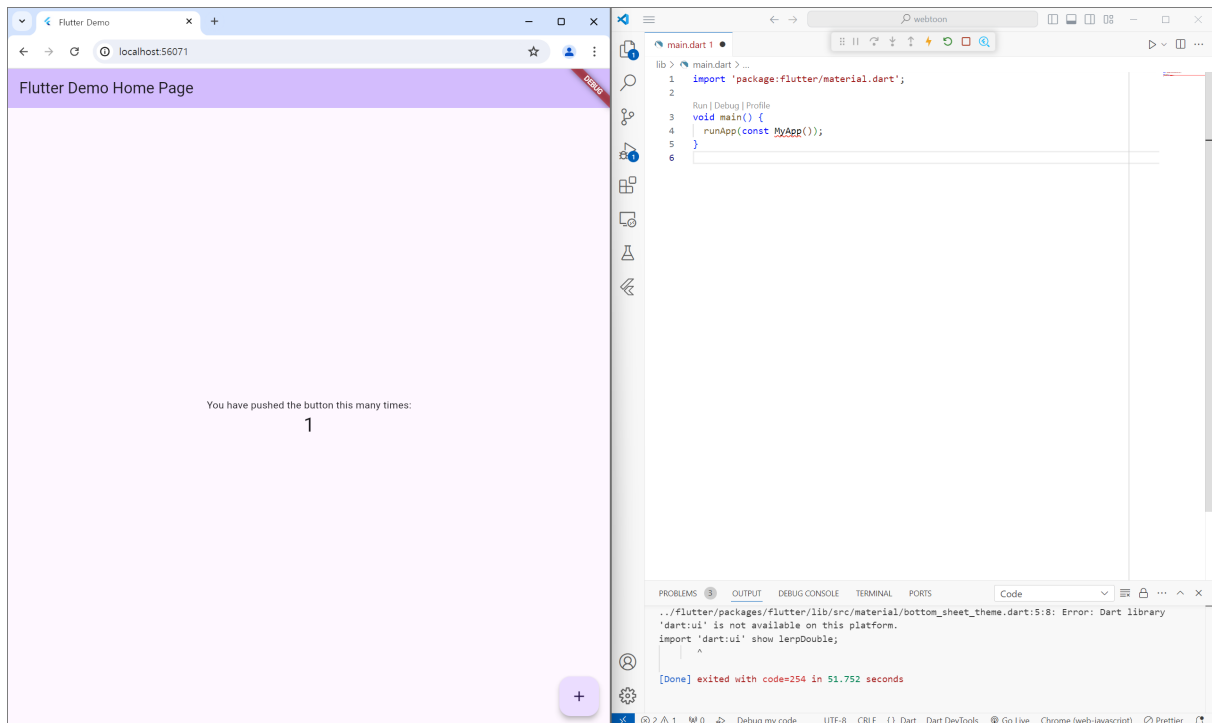 Flutter Demo
localhost:56071
Flutter Demo Home Page
DEBUG
You have pushed the button this many times:
1
+
webtoon
main.dart 1
lib > main.dart > ...
1 import 'package:flutter/material.dart';
2
Run | Debug | Profile
3 void main() {
4 runApp(const MyApp());
5 }
6
1
1
PROBLEMS 3 OUTPUT DEBUG CONSOLE TERMINAL PORTS Code
../flutter/packages/flutter/lib/src/material/bottom_sheet_theme.dart:5:8: Error: Dart library
'dart:ui' is not available on this platform.
import 'dart:ui' show lerpDouble;
^
[Done] exited with code=254 in 51.752 seconds
2 1 0 Debug my code UTF-8 CRLF {} Dart Dart DevTools Go Live Chrome (web-javascript) Prettier